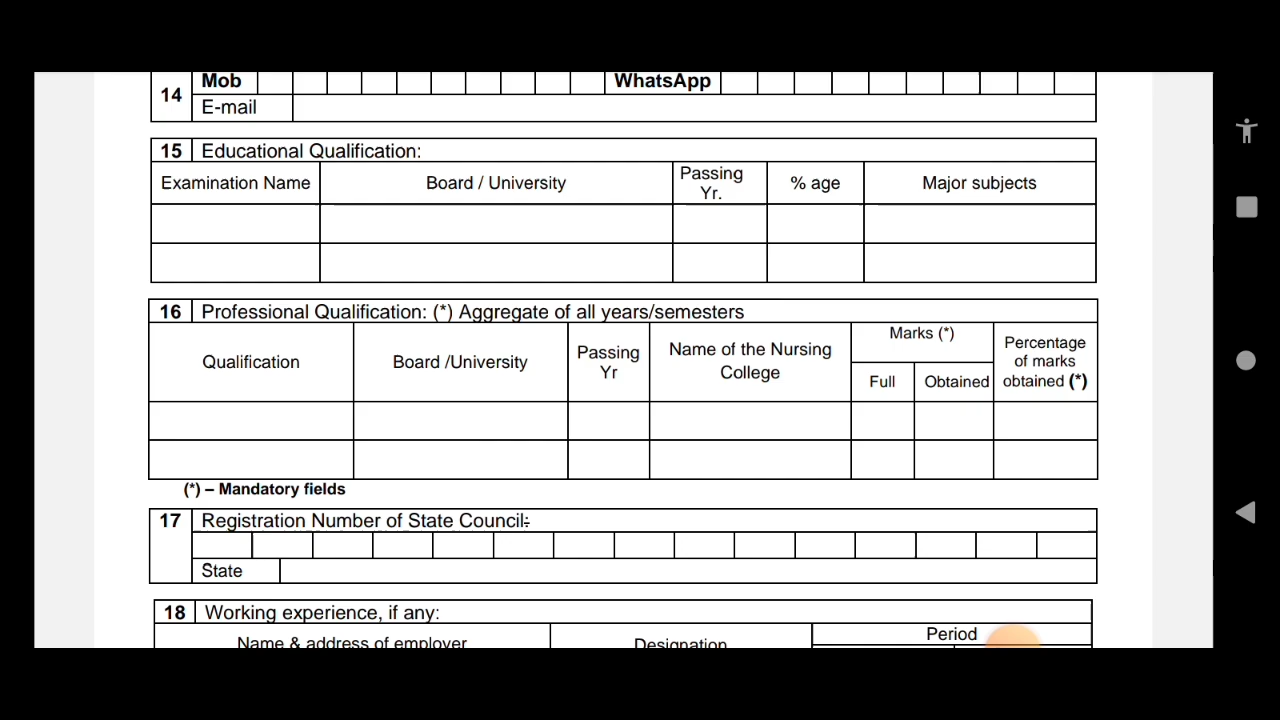 14 Mob WhatsApp
E-mail
15 Educational Qualification:
Examination Name Board / University Passing Yr. % age Major subjects
16 Professional Qualification: (*) Aggregate of all years/semesters
Qualification Board /University Passing Yr Name of the Nursing College Marks (*) Percentage of marks obtained (*)
Full Obtained
(*) – Mandatory fields
17 Registration Number of State Council:
State
18 Working experience, if any:
Name & address of employer Designation Period